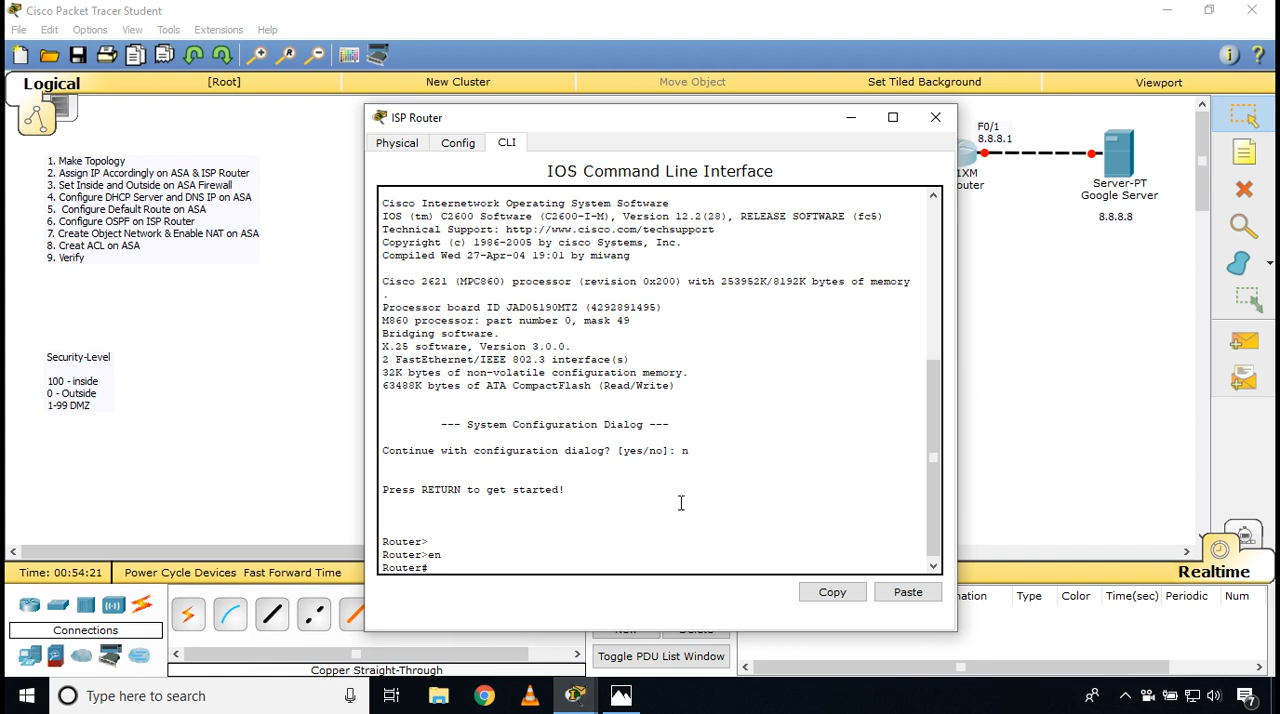 Cisco Packet Tracer Student
File Edit Options View Tools Extensions Help
Logical [Root] New Cluster Move Object Set Tiled Background Viewport
1. Make Topology
2. Assign IP Accordingly on ASA & ISP Router
3. Set Inside and Outside on ASA Firewall
4. Configure DHCP Server and DNS IP on ASA
5. Configure Default Route on ASA
6. Configure OSPF on ISP Router
7. Create Object Network & Enable NAT on ASA
8. Creat ACL on ASA
9. Verify
Security-Level
100 - inside
0 - Outside
1-99 DMZ
ISP Router
Physical Config CLI
IOS Command Line Interface
Cisco Internetwork Operating System Software
IOS (tm) C2600 Software (C2600-I-M), Version 12.2(28), RELEASE SOFTWARE (fc5)
Technical Support: http://www.cisco.com/techsupport
Copyright (c) 1986-2005 by cisco Systems, Inc.
Compiled Wed 27-Apr-04 19:01 by miwang
Cisco 2621 (MPC860) processor (revision 0x200) with 253952K/8192K bytes of memory
.
Processor board ID JAD05190MTZ (4292891495)
M860 processor: part number 0, mask 49
Bridging software.
X.25 software, Version 3.0.0.
2 FastEthernet/IEEE 802.3 interface(s)
32K bytes of non-volatile configuration memory.
63488K bytes of ATA CompactFlash (Read/Write)
--- System Configuration Dialog ---
Continue with configuration dialog? [yes/no]: n
Press RETURN to get started!
Router>
Router>en
Router#
Copy Paste
F0/1
8.8.8.1
1XM
outer
Server-PT
Google Server
8.8.8.8
Time: 00:54:21 Power Cycle Devices Fast Forward Time
Realtime
Connections
Copper Straight-Through
New Delete
Toggle PDU List Window
ination Type Color Time(sec) Periodic Num
Type here to search
7